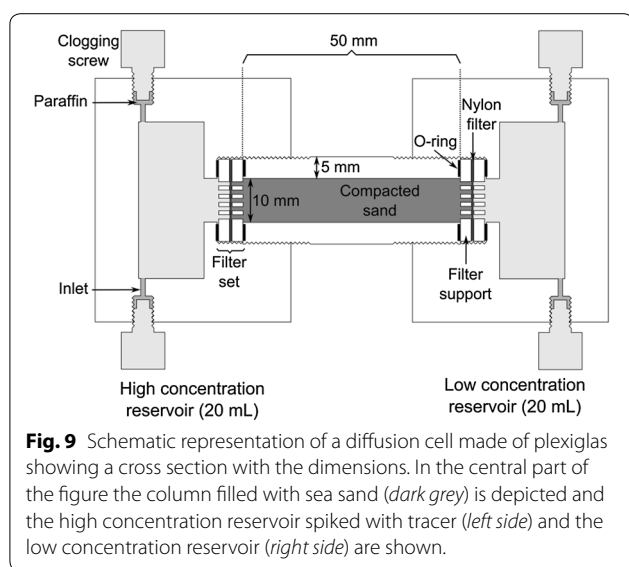 Clogging
screw
50 mm
Paraffin
Nylon
filter
O-ring
5 mm
10 mm
Compacted
sand
Inlet
Filter
set
Filter
support
High concentration
reservoir (20 mL)
Low concentration
reservoir (20 mL)
Fig. 9 Schematic representation of a diffusion cell made of plexiglas
showing a cross section with the dimensions. In the central part of
the figure the column filled with sea sand (dark grey) is depicted and
the high concentration reservoir spiked with tracer (left side) and the
low concentration reservoir (right side) are shown.